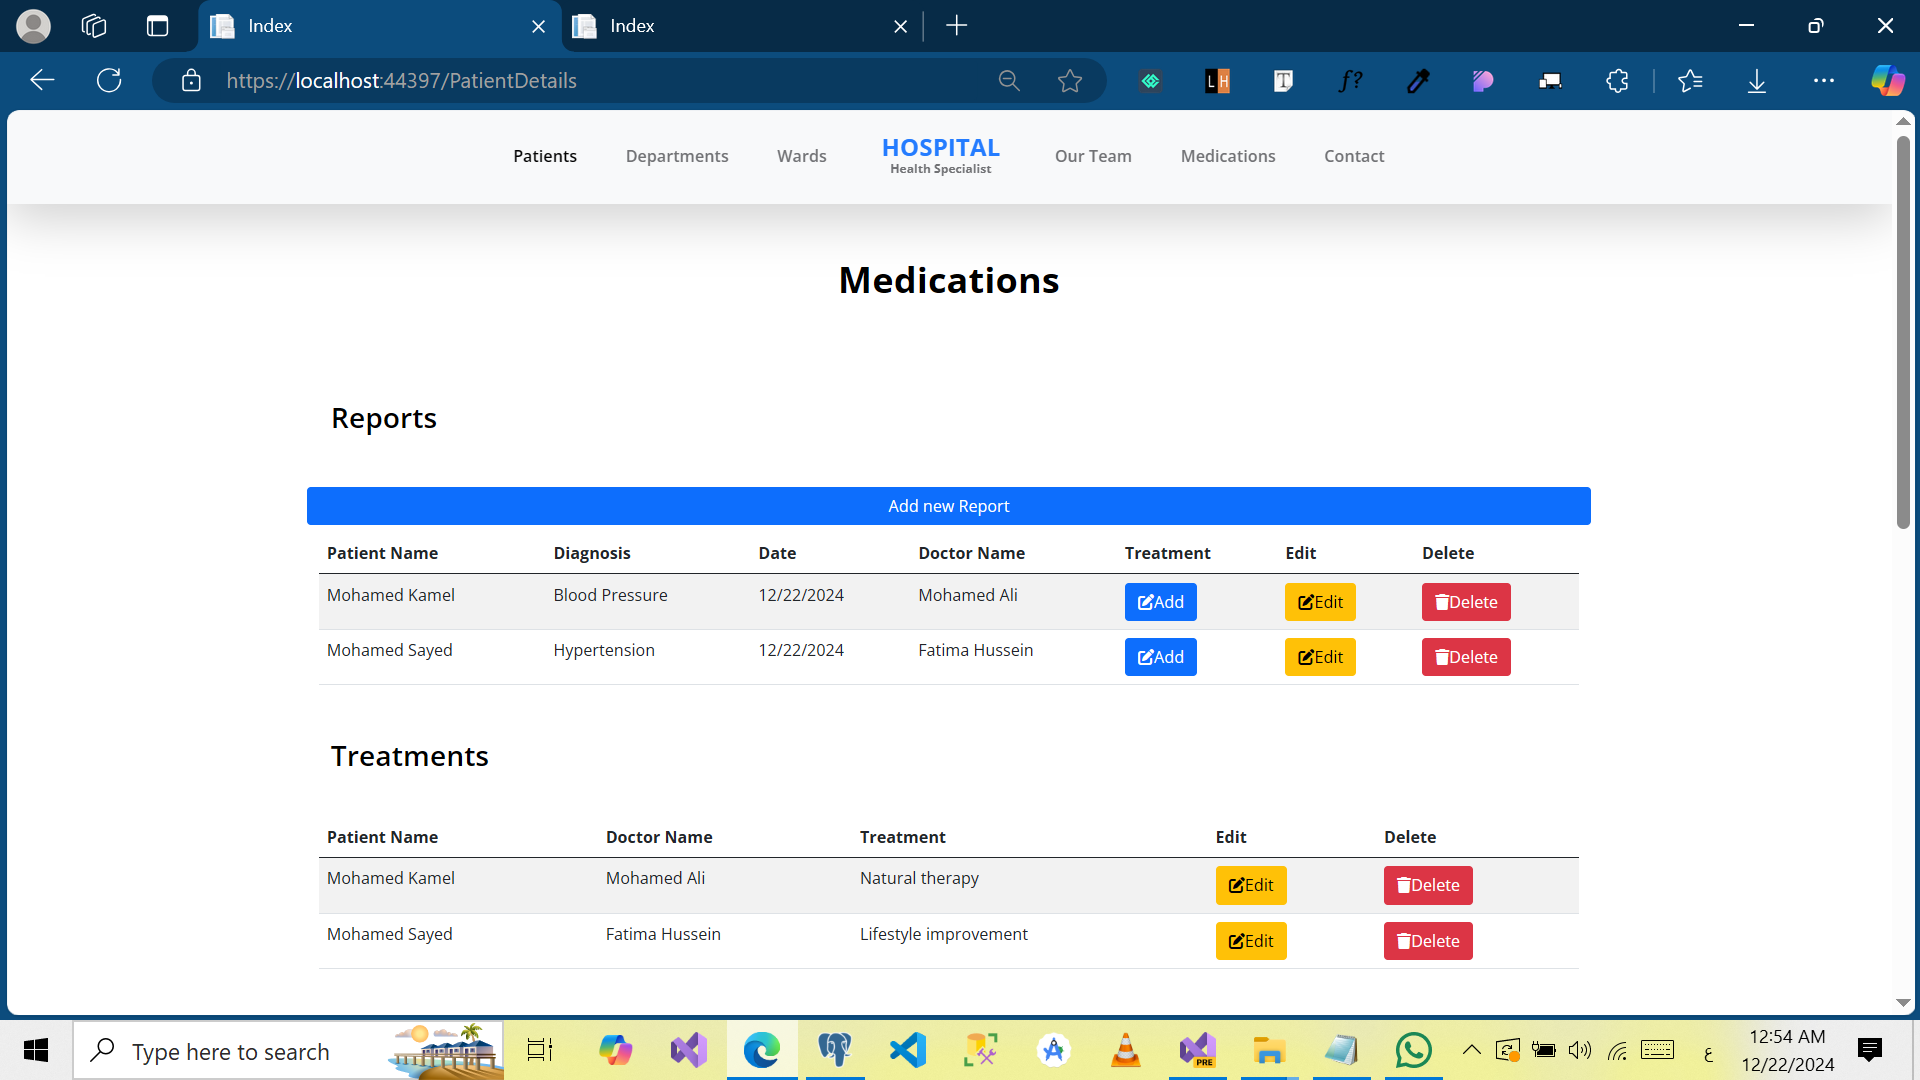 Index
Index
https://localhost:44397/PatientDetails
LH
T
f?
Patients
Departments
Wards
HOSPITAL
Health Specialist
Our Team
Medications
Contact
Medications
Reports
Add new Report
Patient Name Diagnosis Date Doctor Name Treatment Edit Delete
Mohamed Kamel Blood Pressure 12/22/2024 Mohamed Ali Add Edit Delete
Mohamed Sayed Hypertension 12/22/2024 Fatima Hussein Add Edit Delete
Treatments
Patient Name Doctor Name Treatment Edit Delete
Mohamed Kamel Mohamed Ali Natural therapy Edit Delete
Mohamed Sayed Fatima Hussein Lifestyle improvement Edit Delete
Type here to search
PRE
ع
12:54 AM
12/22/2024